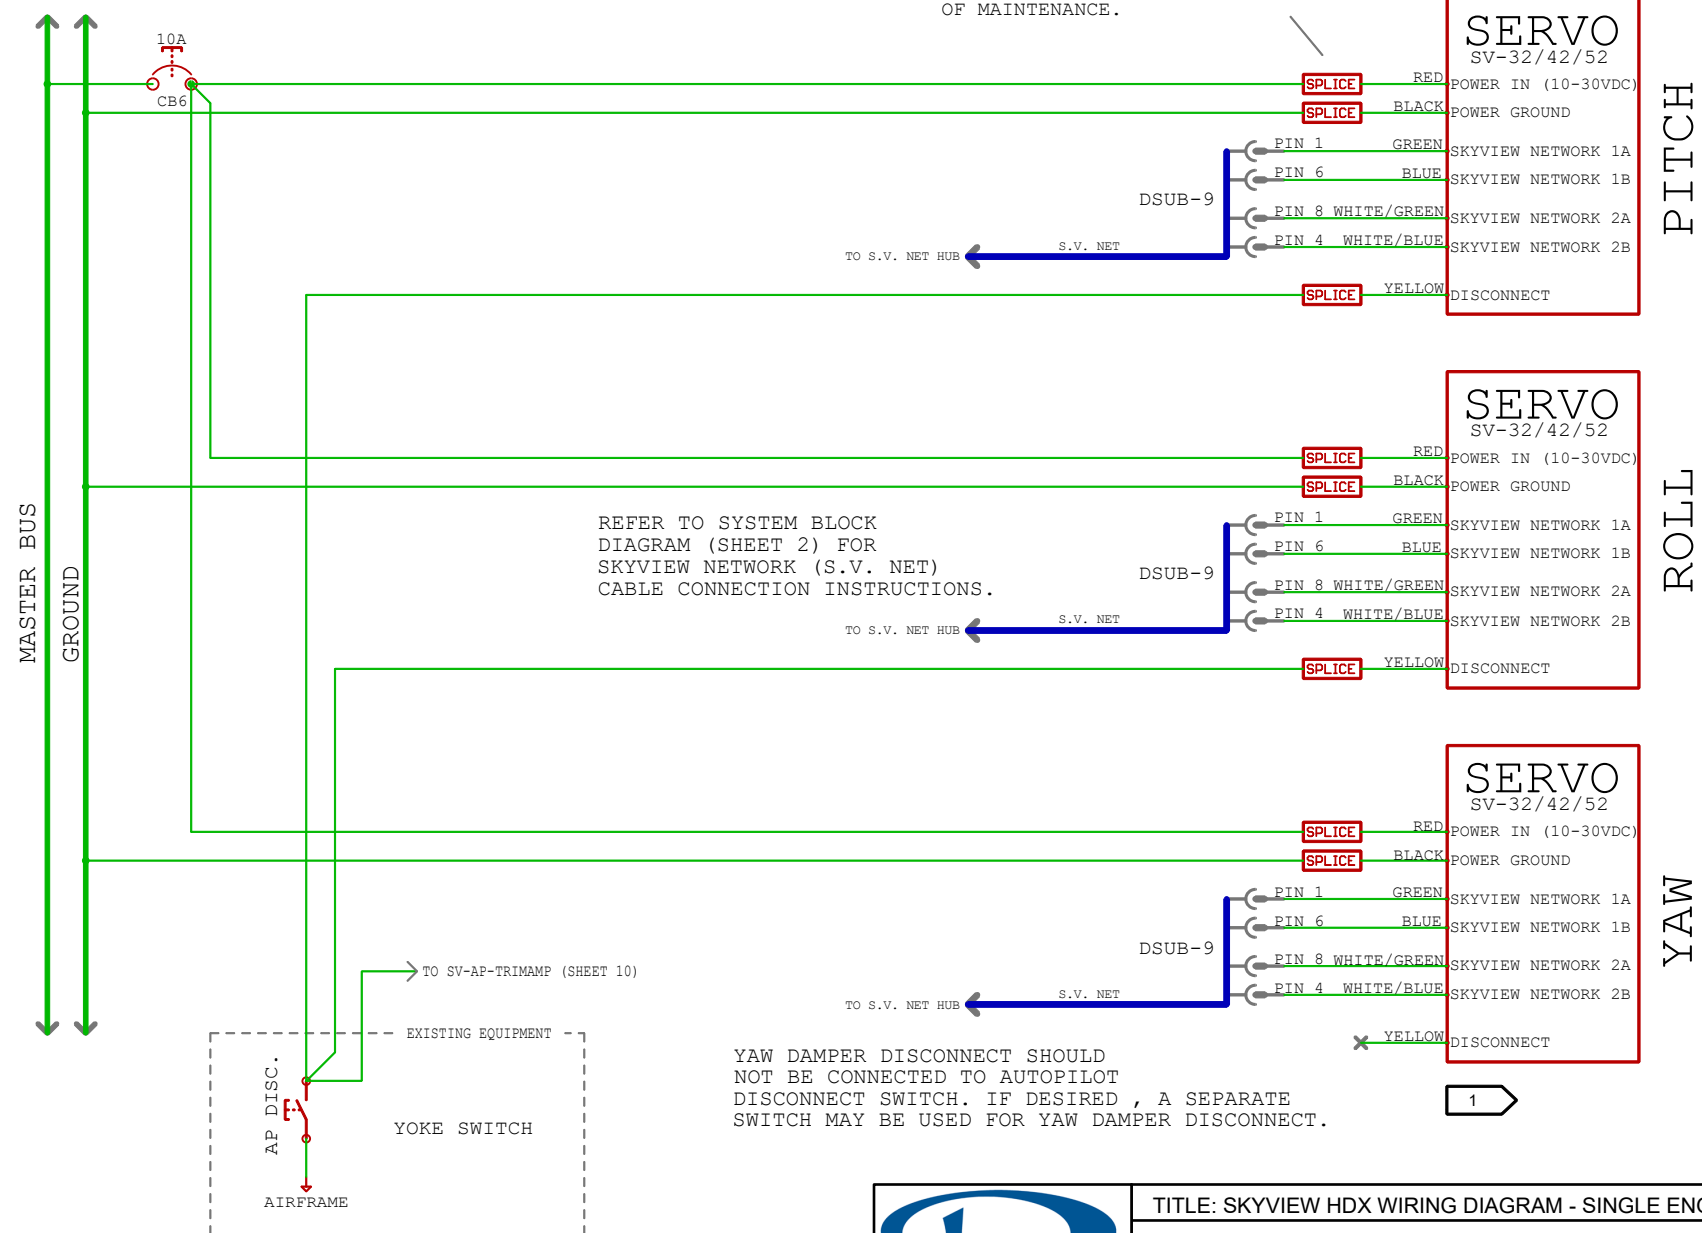 OF MAINTENANCE.
10A
CB6
SERVO
SV-32/42/52
SPLICE RED POWER IN (10-30VDC)
SPLICE BLACK POWER GROUND
PIN 1 GREEN SKYVIEW NETWORK 1A
PIN 6 BLUE SKYVIEW NETWORK 1B
DSUB-9
PIN 8 WHITE/GREEN SKYVIEW NETWORK 2A
PIN 4 WHITE/BLUE SKYVIEW NETWORK 2B
TO S.V. NET HUB S.V. NET
SPLICE YELLOW DISCONNECT
PITCH
SERVO
SV-32/42/52
SPLICE RED POWER IN (10-30VDC)
SPLICE BLACK POWER GROUND
PIN 1 GREEN SKYVIEW NETWORK 1A
PIN 6 BLUE SKYVIEW NETWORK 1B
DSUB-9
PIN 8 WHITE/GREEN SKYVIEW NETWORK 2A
PIN 4 WHITE/BLUE SKYVIEW NETWORK 2B
TO S.V. NET HUB S.V. NET
SPLICE YELLOW DISCONNECT
ROLL
MASTER BUS
GROUND
REFER TO SYSTEM BLOCK
DIAGRAM (SHEET 2) FOR
SKYVIEW NETWORK (S.V. NET)
CABLE CONNECTION INSTRUCTIONS.
SERVO
SV-32/42/52
SPLICE RED POWER IN (10-30VDC)
SPLICE BLACK POWER GROUND
PIN 1 GREEN SKYVIEW NETWORK 1A
PIN 6 BLUE SKYVIEW NETWORK 1B
DSUB-9
PIN 8 WHITE/GREEN SKYVIEW NETWORK 2A
PIN 4 WHITE/BLUE SKYVIEW NETWORK 2B
TO S.V. NET HUB S.V. NET
YELLOW DISCONNECT
YAW
TO SV-AP-TRIMAMP (SHEET 10)
EXISTING EQUIPMENT
AP DISC.
YOKE SWITCH
AIRFRAME
YAW DAMPER DISCONNECT SHOULD
NOT BE CONNECTED TO AUTOPILOT
DISCONNECT SWITCH. IF DESIRED , A SEPARATE
SWITCH MAY BE USED FOR YAW DAMPER DISCONNECT.
1
TITLE: SKYVIEW HDX WIRING DIAGRAM - SINGLE